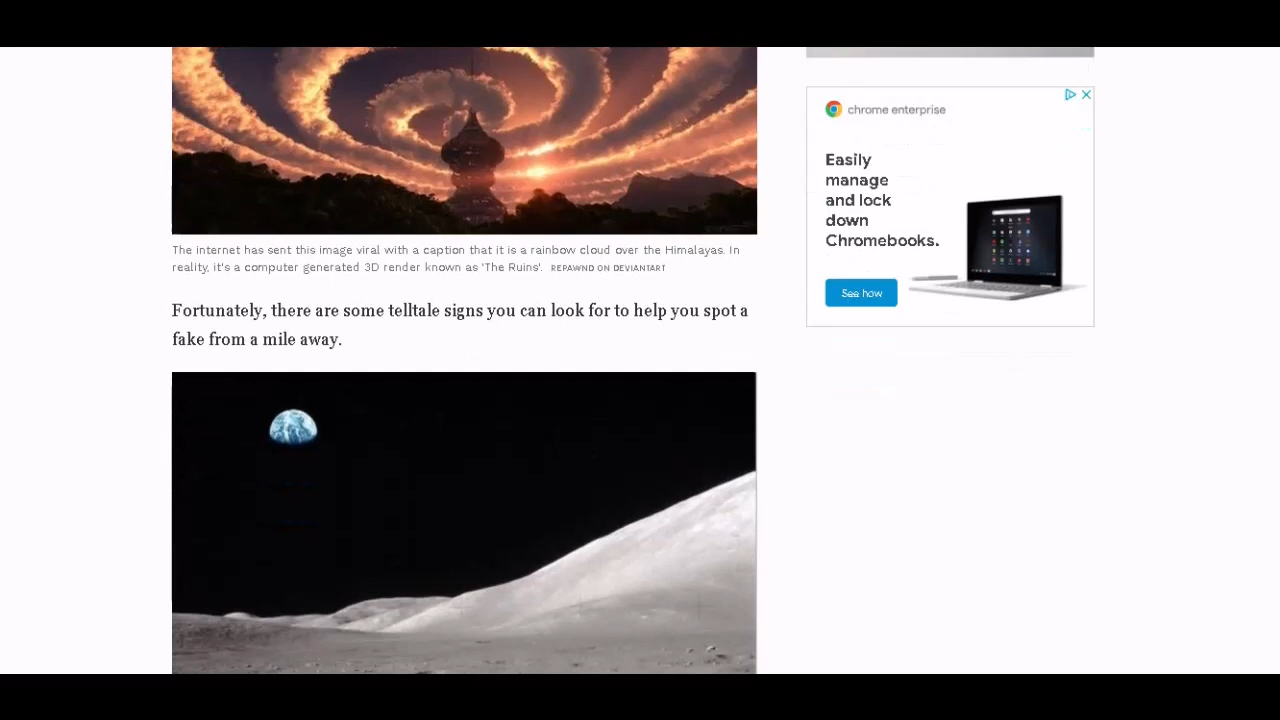 The internet has sent this image viral with a caption that it is a rainbow cloud over the Himalayas. In
reality, it's a computer generated 3D render known as 'The Ruins'. REPAWND ON DEVIANTART
Fortunately, there are some telltale signs you can look for to help you spot a
fake from a mile away.
chrome enterprise
Easily
manage
and lock
down
Chromebooks.
See how